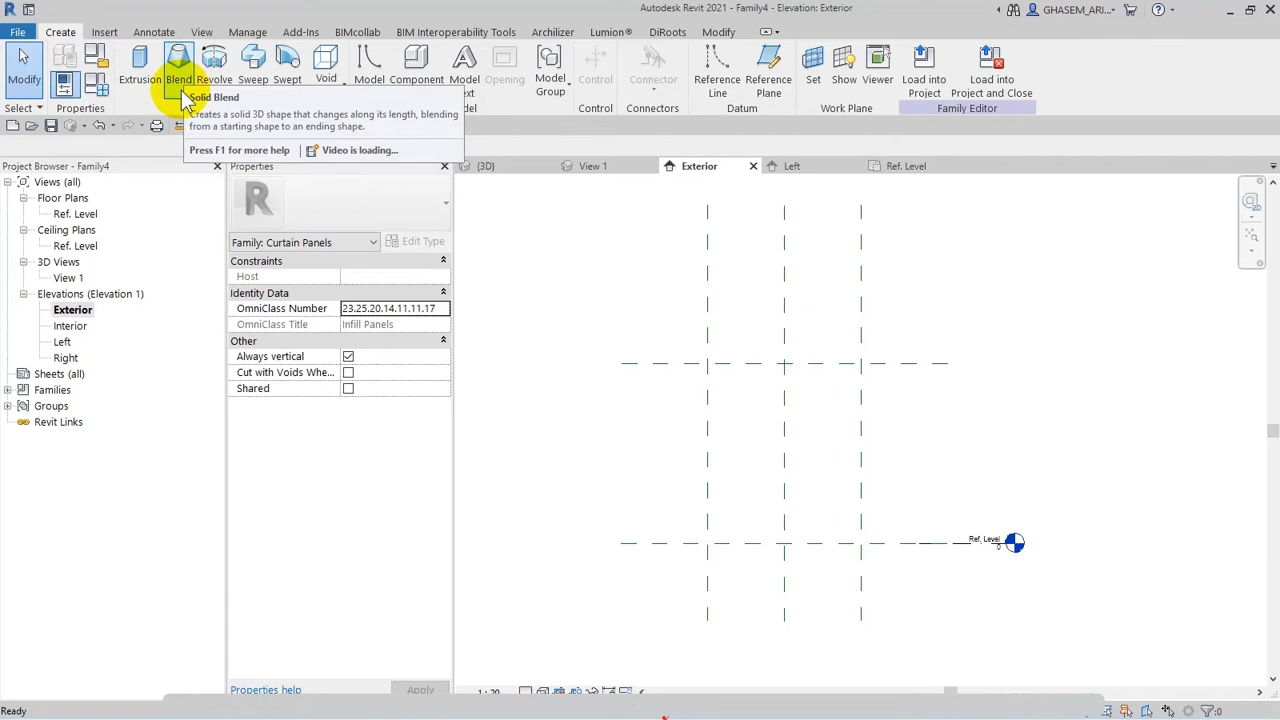 Autodesk Revit 2021 - Family4 - Elevation: Exterior
GHASEM_ARI...
File Create Insert Annotate View Manage Add-Ins BIMcollab BIM Interoperability Tools Archilizer Lumion® DiRoots Modify
Modify Extrusion Blend Revolve Sweep Swept Void Model Component Model Opening Model Control Connector Reference Reference Set Show Viewer Load into Load into
Text Group Line Plane Project Project and Close
Select Properties Control Connectors Datum Work Plane Family Editor
Solid Blend
Creates a solid 3D shape that changes along its length, blending
from a starting shape to an ending shape.
Press F1 for more help Video is loading...
Project Browser - Family4
Views (all)
Floor Plans
Ref. Level
Ceiling Plans
Ref. Level
3D Views
View 1
Elevations (Elevation 1)
Exterior
Interior
Left
Right
Sheets (all)
Families
Groups
Revit Links
Properties
Family: Curtain Panels
Edit Type
Constraints
Host
Identity Data
OmniClass Number 23.25.20.14.11.11.17
OmniClass Title Infill Panels
Other
Always vertical
Cut with Voids Whe...
Shared
Properties help
Apply
{3D} View 1 Exterior Left Ref. Level
2D
Ref. Level
0
1 : 20
Ready
:0